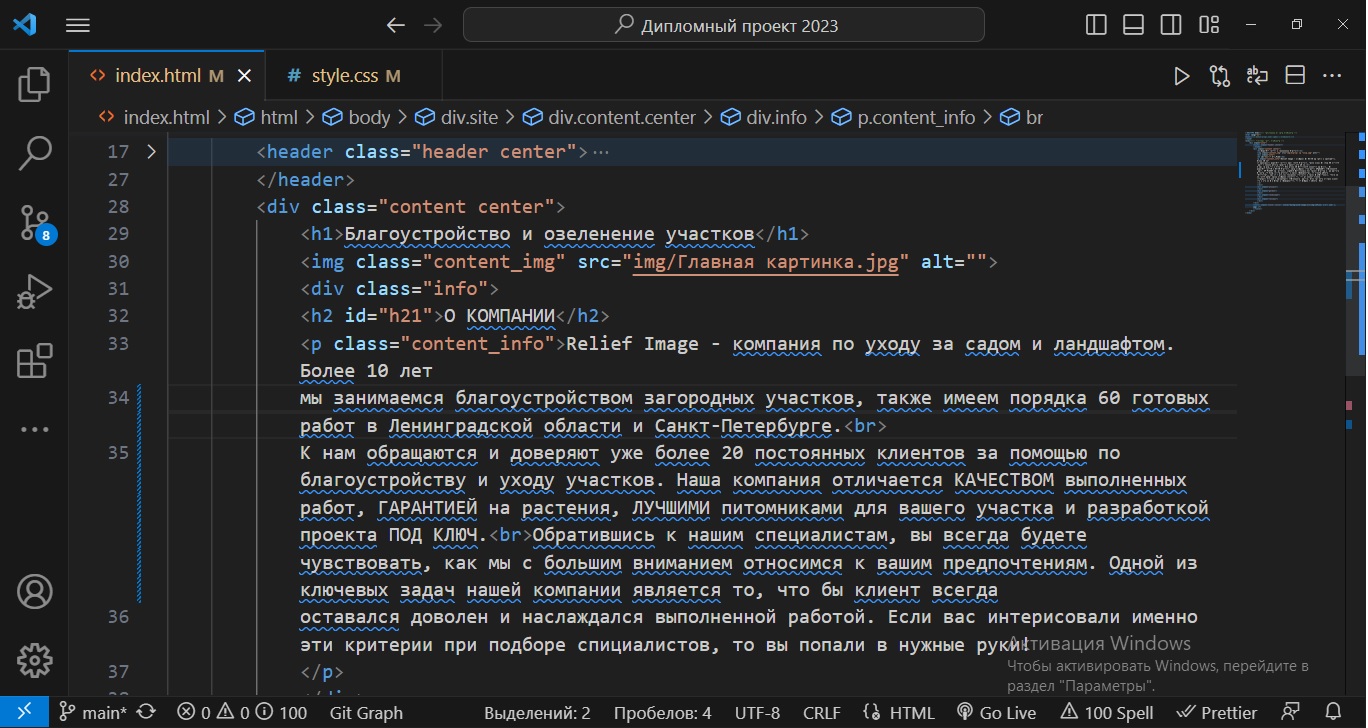 Дипломный проект 2023
index.html M
# style.css M
index.html > html > body > div.site > div.content.center > div.info > p.content_info > br
17 <header class="header center">…
27 </header>
28 <div class="content center">
29 <h1>Благоустройство и озеленение участков</h1>
30 <img class="content_img" src="img/Главная картинка.jpg" alt="">
31 <div class="info">
32 <h2 id="h21">О КОМПАНИИ</h2>
33 <p class="content_info">Relief Image - компания по уходу за садом и ландшафтом.
Более 10 лет
34 мы занимаемся благоустройством загородных участков, также имеем порядка 60 готовых
работ в Ленинградской области и Санкт-Петербурге.<br>
35 К нам обращаются и доверяют уже более 20 постоянных клиентов за помощью по
благоустройству и уходу участков. Наша компания отличается КАЧЕСТВОМ выполненных
работ, ГАРАНТИЕЙ на растения, ЛУЧШИМИ питомниками для вашего участка и разработкой
проекта ПОД КЛЮЧ.<br>Обратившись к нашим специалистам, вы всегда будете
чувствовать, как мы с большим вниманием относимся к вашим предпочтениям. Одной из
ключевых задач нашей компании является то, что бы клиент всегда
36 оставался доволен и наслаждался выполненной работой. Если вас интерисовали именно
эти критерии при подборе спициалистов, то вы попали в нужные руки!
37 </p>
8
Активация Windows
Чтобы активировать Windows, перейдите в
раздел "Параметры".
main* 0 0 100 Git Graph Выделений: 2 Пробелов: 4 UTF-8 CRLF HTML Go Live 100 Spell Prettier